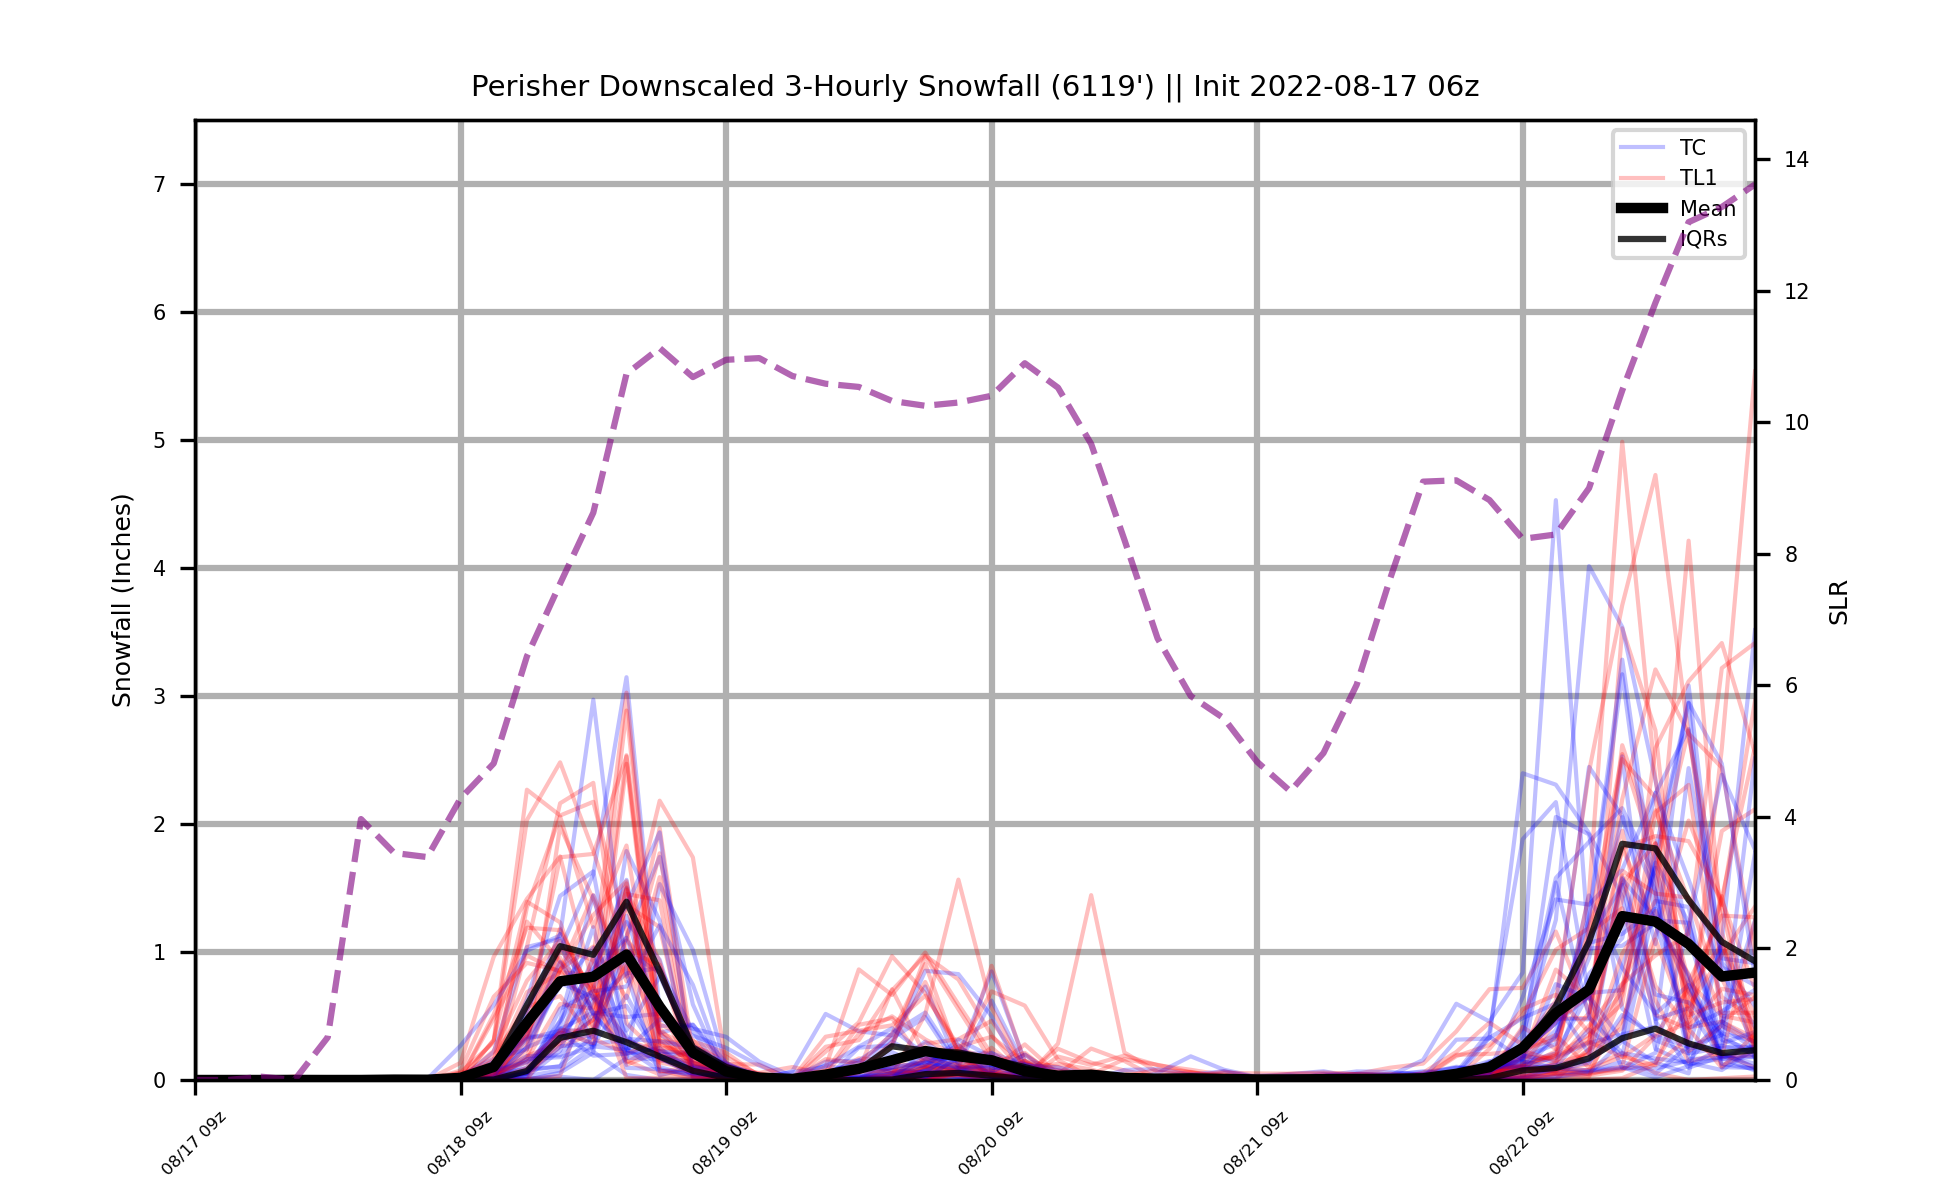 Perisher Downscaled 3-Hourly Snowfall (6119') || Init 2022-08-17 06z
TC
TL1
Mean
IQRs
Snowfall (Inches)
7
6
5
4
3
2
1
0
14
12
10
8
6
4
2
0
SLR
08/17 09z
08/18 09z
08/19 09z
08/20 09z
08/21 09z
08/22 09z